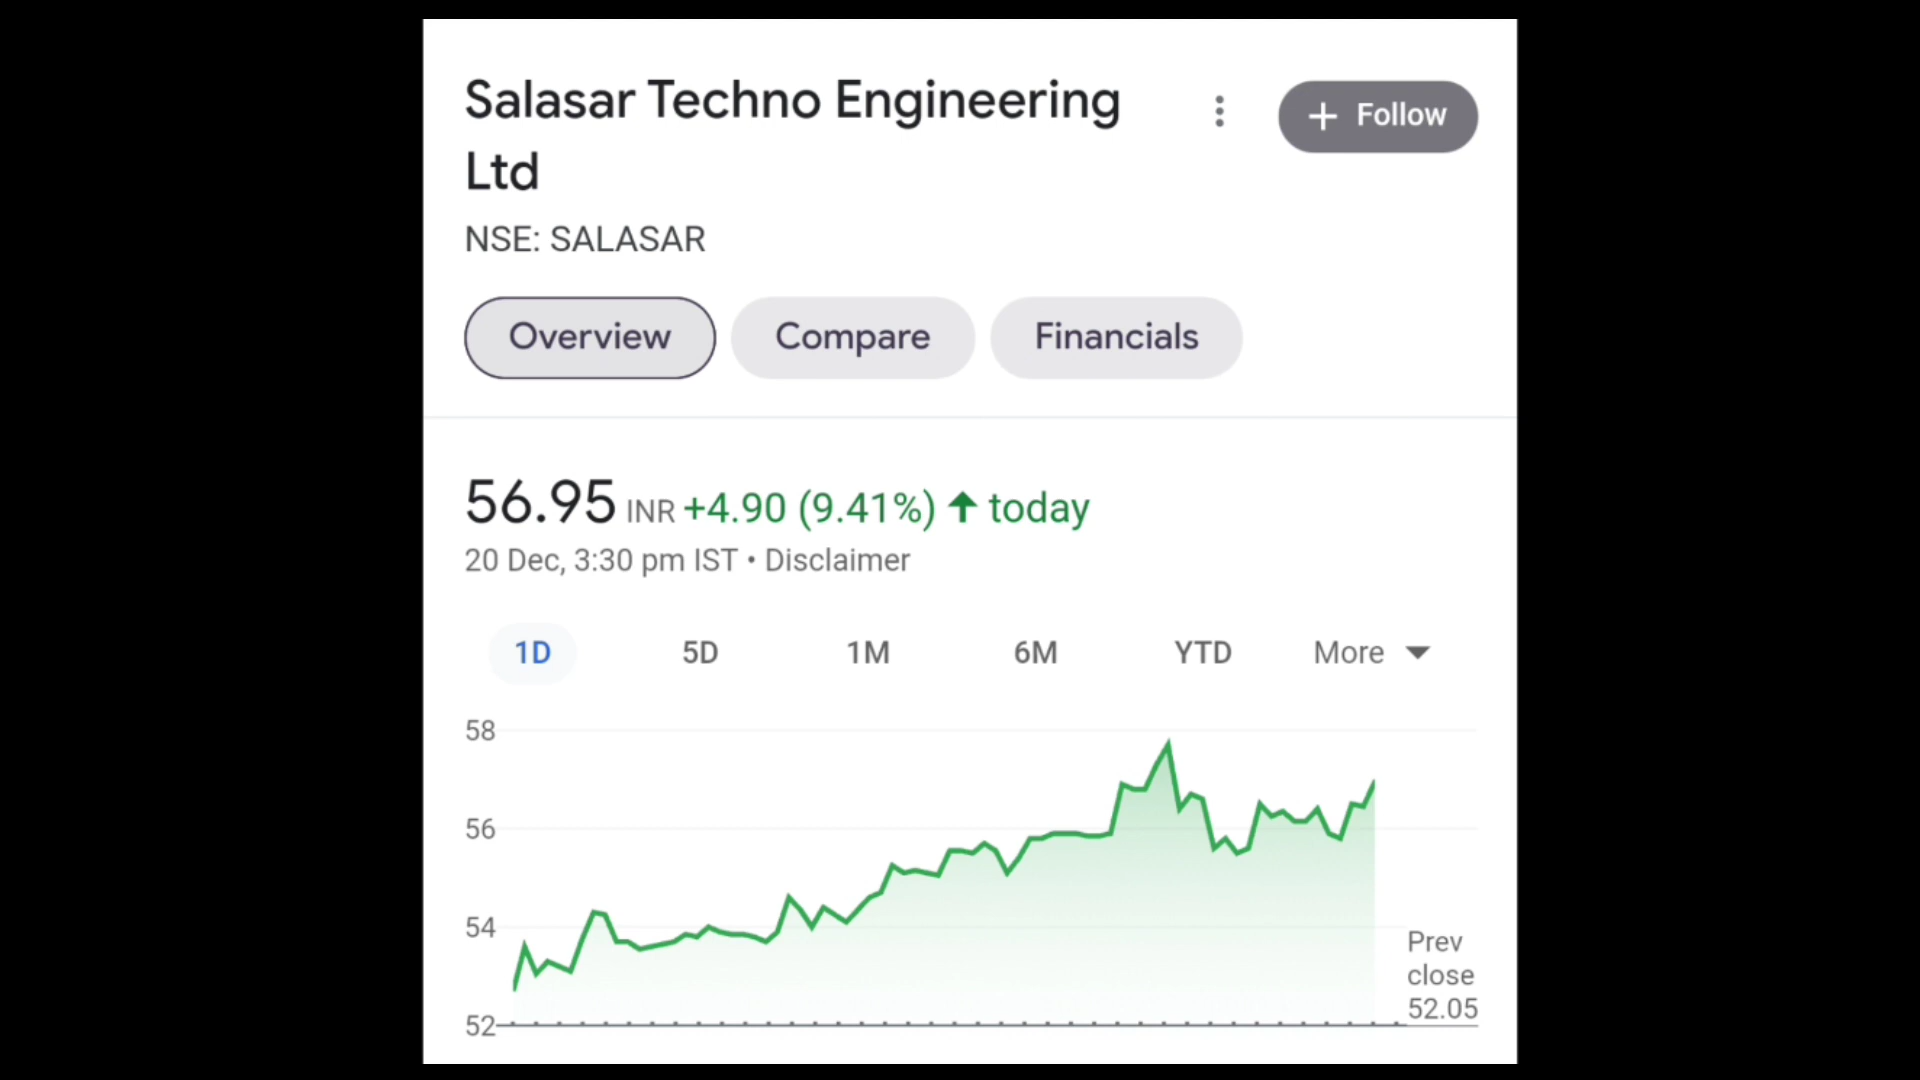 Salasar Techno Engineering
Ltd
+ Follow
NSE: SALASAR
Overview Compare Financials
56.95 INR +4.90 (9.41%) ↑ today
20 Dec, 3:30 pm IST • Disclaimer
1D 5D 1M 6M YTD More
58
56
54
52
Prev
close
52.05